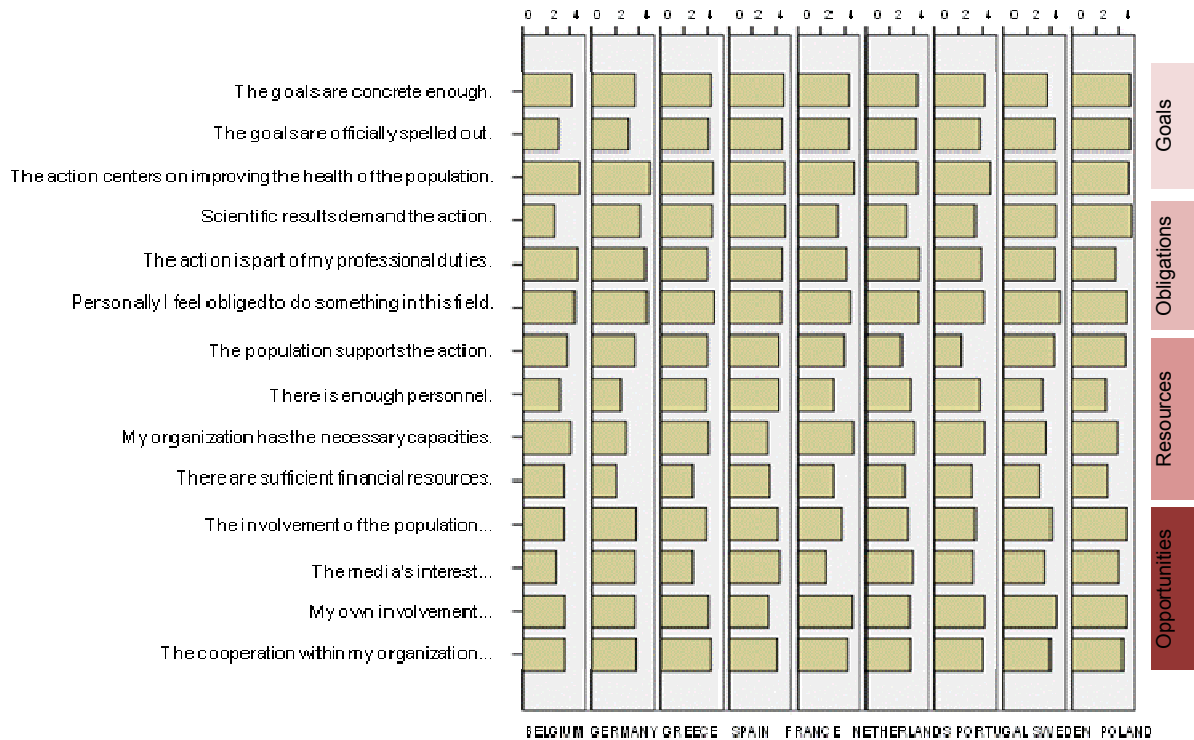 0 2 4 0 2 4 0 2 4 0 2 4 0 2 4 0 2 4 0 2 4 0 2 4 0 2 4
The goals are concrete enough.
The goals are officially spelled out.
The action centers on improving the health of the population.
Scientific results demand the action.
The action is part of my professional duties.
Personally I feel obliged to do something in this field.
The population supports the action.
There is enough personnel.
My organization has the necessary capacities.
There are sufficient financial resources.
The involvement of the population...
The media's interest...
My own involvement...
The cooperation within my organization...
Goals
Obligations
Resources
Opportunities
BELGIUM GERMANY GREECE SPAIN FRANCE NETHERLANDS PORTUGAL SWEDEN POLAND